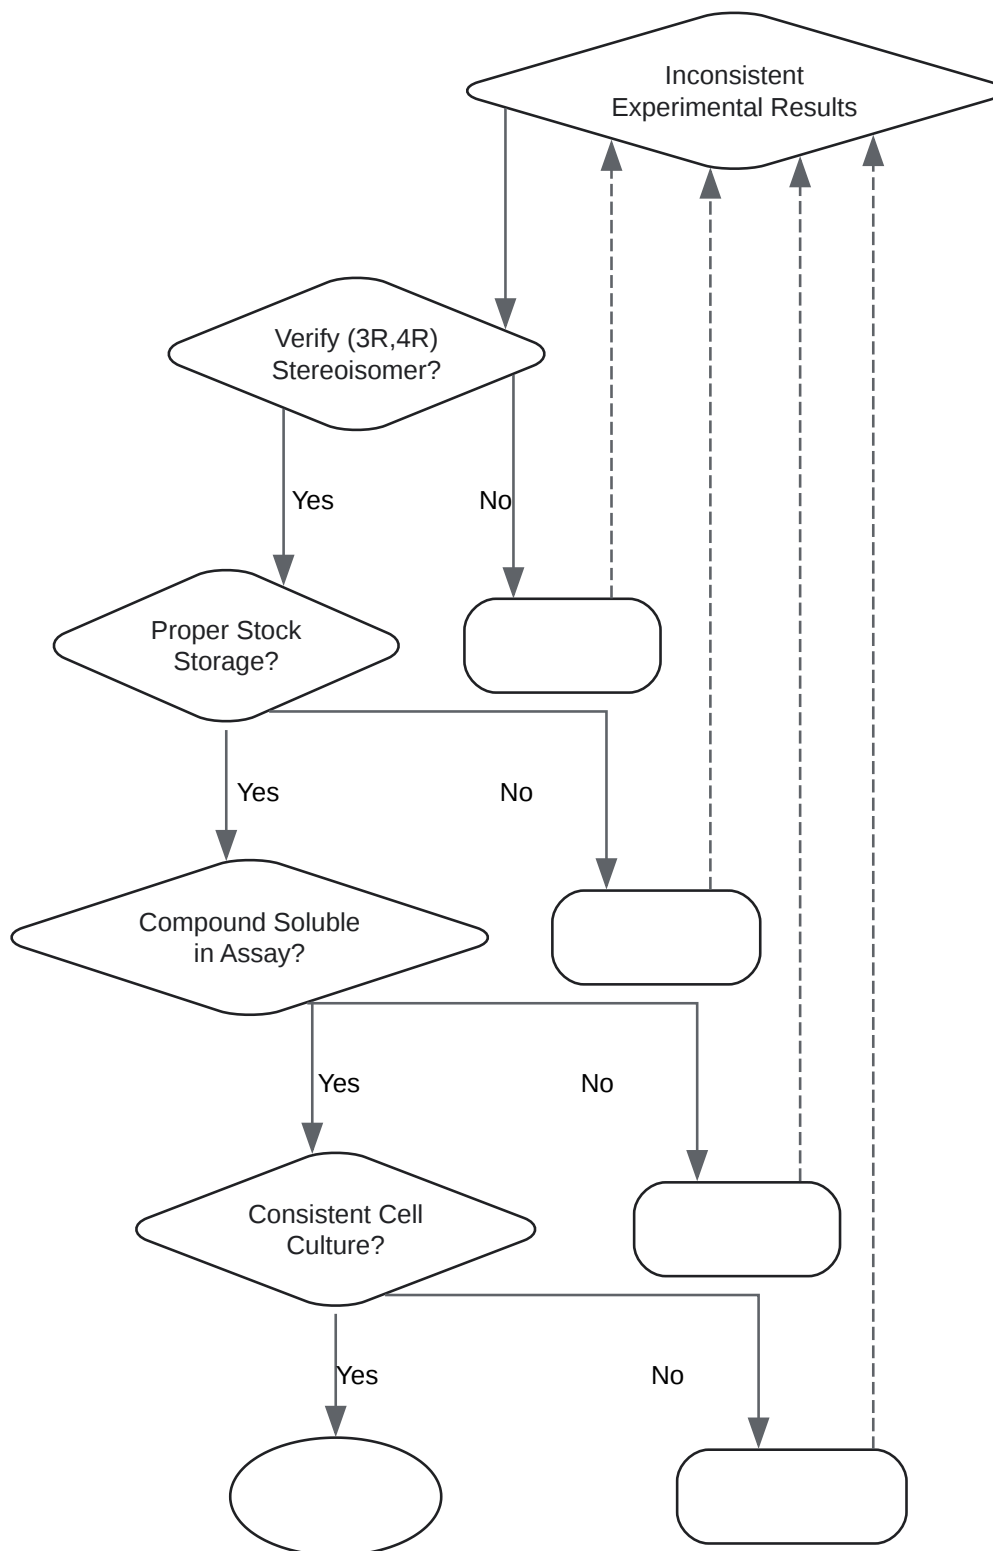 Inconsistent
Experimental Results
Verify (3R,4R)
Stereoisomer?
Yes
No
Proper Stock
Storage?
Yes
No
Compound Soluble
in Assay?
Yes
No
Consistent Cell
Culture?
Yes
No